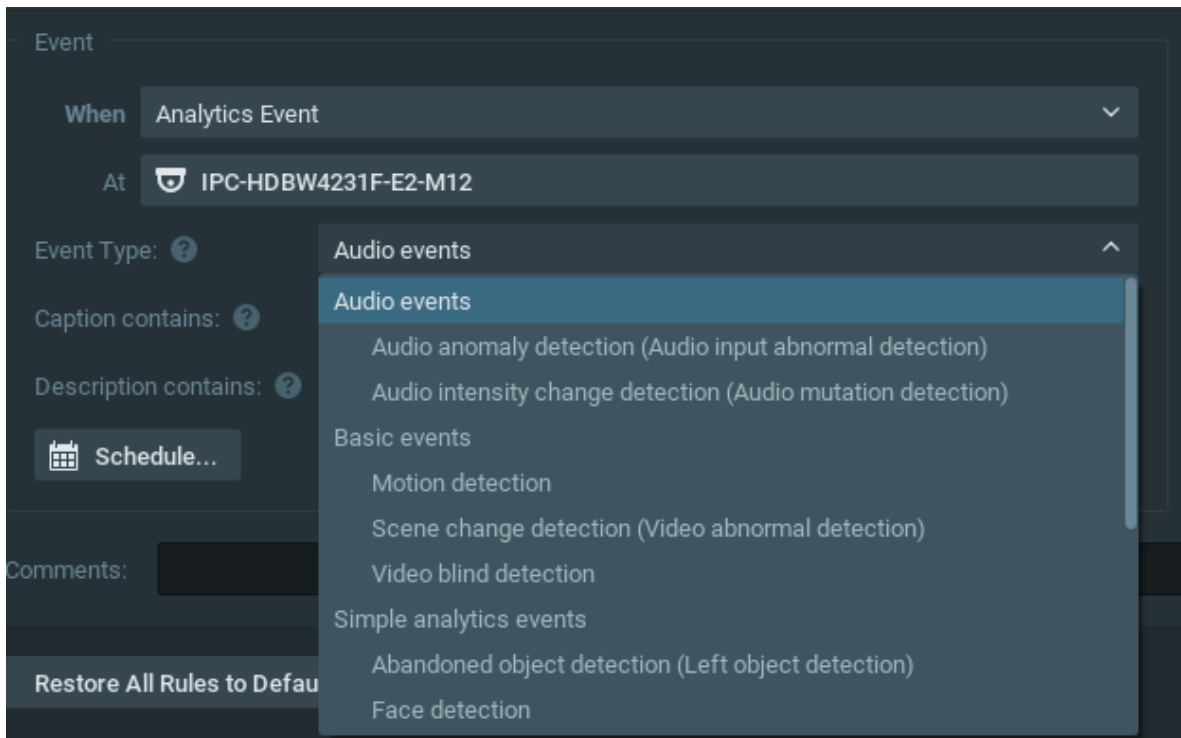 Event
When Analytics Event
At IPC-HDBW4231F-E2-M12
Event Type: ? Audio events
Audio events
Caption contains: ?
Audio anomaly detection (Audio input abnormal detection)
Description contains: ?
Audio intensity change detection (Audio mutation detection)
Basic events
Schedule...
Motion detection
Scene change detection (Video abnormal detection)
Comments:
Video blind detection
Simple analytics events
Abandoned object detection (Left object detection)
Restore All Rules to Defau
Face detection